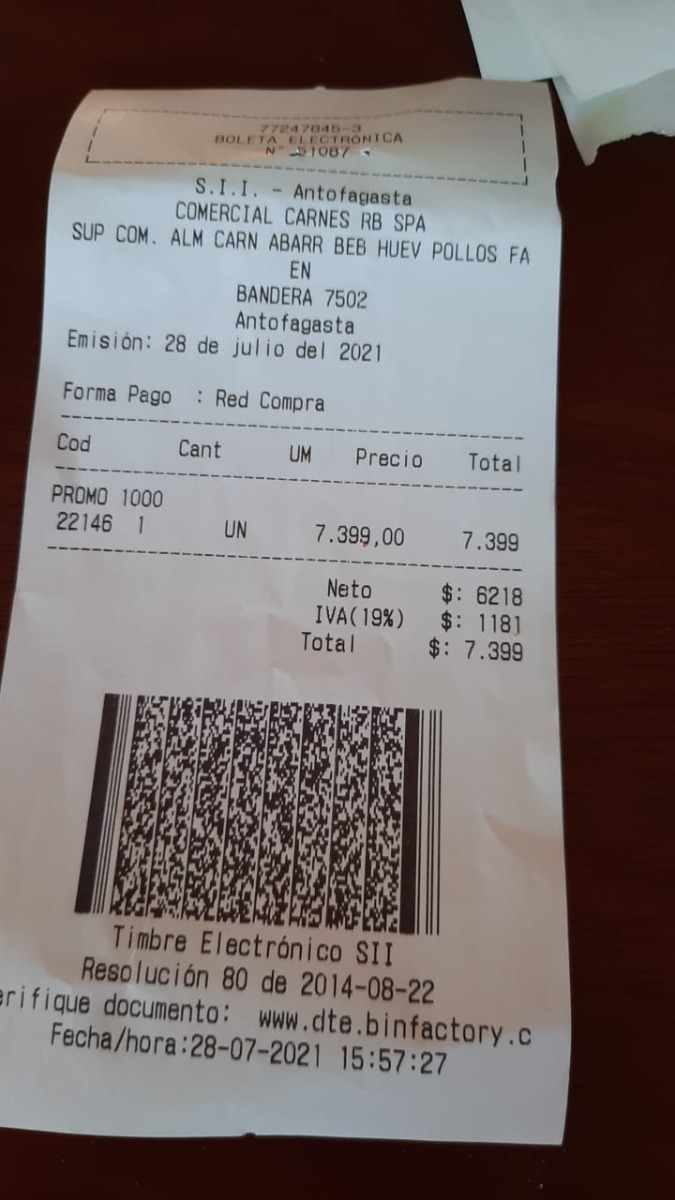 77247845-3
BOLETA ELECTRÓNICA
N° 51087
S.I.I. - Antofagasta
COMERCIAL CARNES RB SPA
SUP COM. ALM CARN ABARR BEB HUEV POLLOS FA
EN
BANDERA 7502
Antofagasta
Emisión: 28 de julio del 2021
Forma Pago : Red Compra
Cod Cant UM Precio Total
PROMO 1000
22146 1 UN 7.399,00 7.399
Neto $: 6218
IVA(19%) $: 1181
Total $: 7.399
Timbre Electrónico SII
Resolución 80 de 2014-08-22
erifique documento: www.dte.binfactory.c
Fecha/hora:28-07-2021 15:57:27